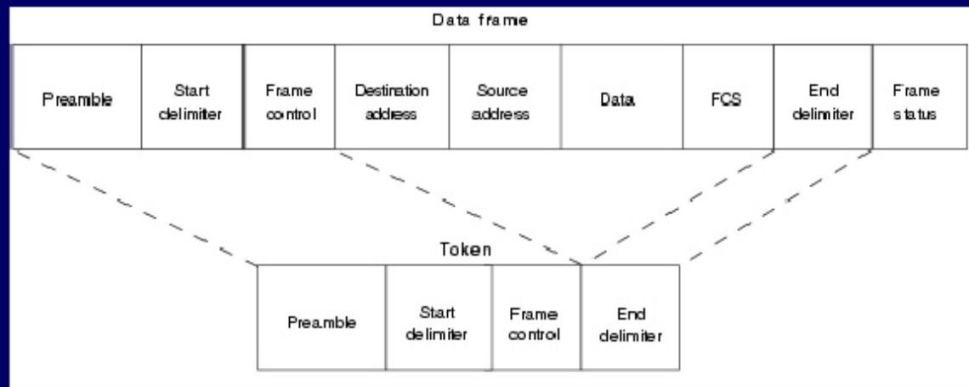 Data frame
Preamble
Start
delimiter
Frame
control
Destination
address
Source
address
Data
FCS
End
delimiter
Frame
status
Token
Preamble
Start
delimiter
Frame
control
End
delimiter